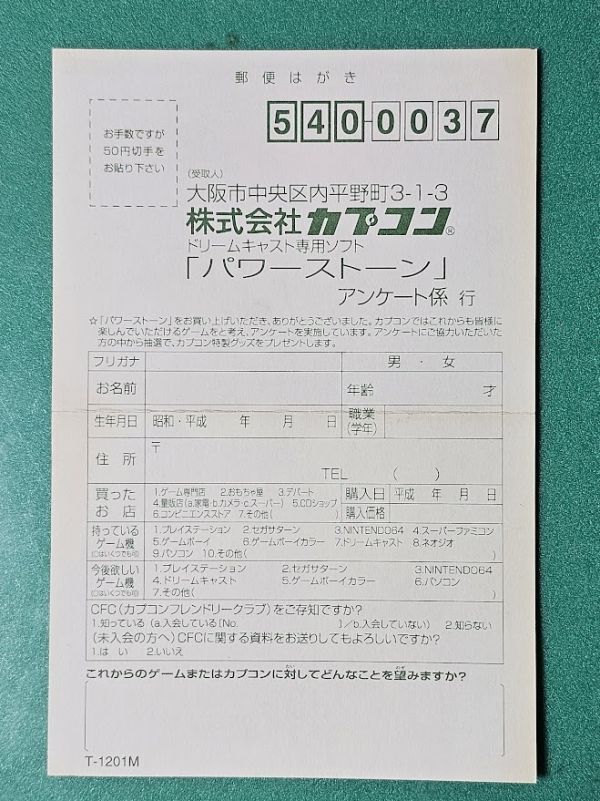 郵便はがき
5400037
お手数ですが
50円切手を
お貼り下さい
(受取人)
大阪市中央区内平野町3-1-3
株式会社カプコン®
ドリームキャスト専用ソフト
「パワーストーン」
アンケート係 行
☆「パワーストーン」をお買い上げいただき、ありがとうございました。カプコンではこれからも皆様に
楽しんでいただけるゲームをと考え、アンケートを実施しています。アンケートにご協力いただいた
方の中から抽選で、カプコン特製グッズをプレゼントします。
フリガナ 男・女
お名前 年齢 才
生年月日 昭和・平成 年 月 日 職業(学年)
住所 〒
TEL ( )
買ったお店 1.ゲーム専門店 2.おもちゃ屋 3.デパート
4.量販店(a.家電・b.カメラ・c.スーパー) 5.CDショップ
6.コンビニエンスストア 7.その他( )
購入日 平成 年 月 日
購入価格
持っているゲーム機(○はいくつでも可) 1.プレイステーション 2.セガサターン 3.NINTENDO64 4.スーパーファミコン
5.ゲームボーイ 6.ゲームボーイカラー 7.ドリームキャスト 8.ネオジオ
9.パソコン 10.その他( )
今後欲しいゲーム機(○はいくつでも可) 1.プレイステーション 2.セガサターン 3.NINTENDO64
4.ドリームキャスト 5.ゲームボーイカラー 6.パソコン
7.その他( )
CFC(カプコンフレンドリークラブ)をご存知ですか?
1.知っている(a.入会している[No. ]/b.入会していない) 2.知らない
(未入会の方へ)CFCに関する資料をお送りしてもよろしいですか?
1.はい 2.いいえ
これからのゲームまたはカプコンに対してどんなことを望みますか?
T-1201M